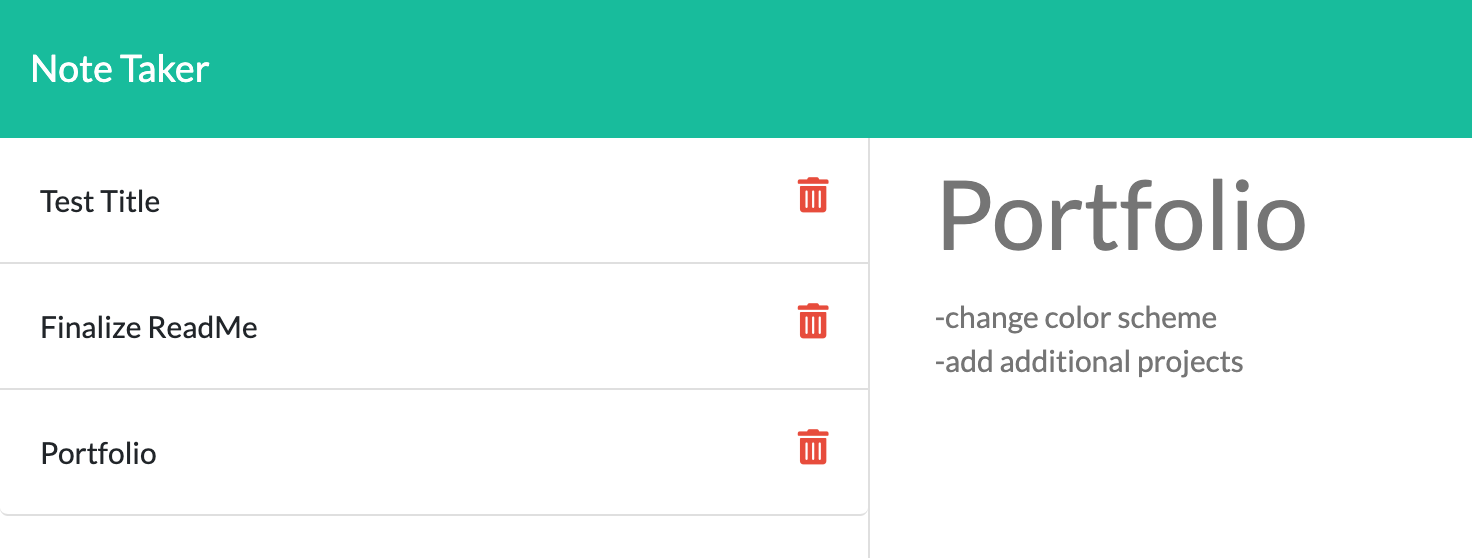 Note Taker
Test Title
Finalize ReadMe
Portfolio
Portfolio
-change color scheme
-add additional projects